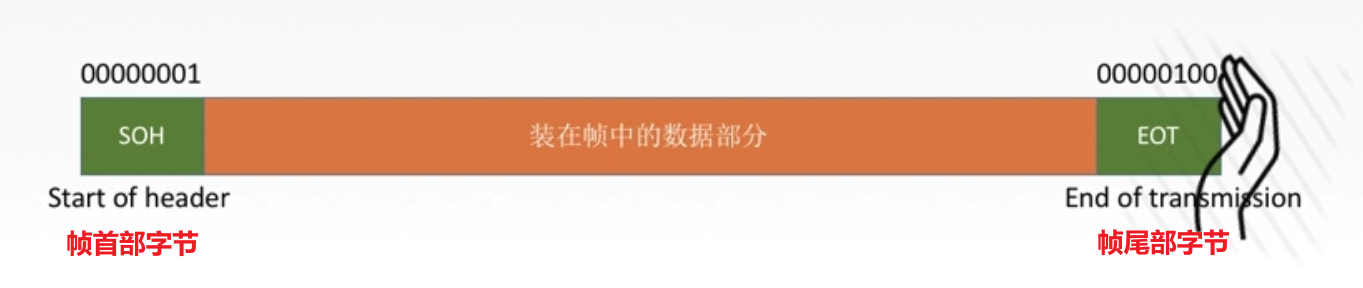 00000001 00000100
SOH 装在帧中的数据部分 EOT
Start of header End of transmission
帧首部字节 帧尾部字节